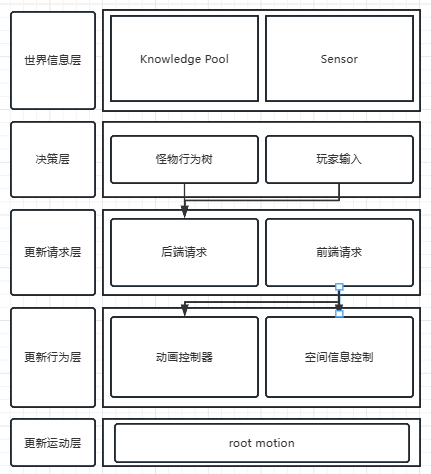 世界信息层
Knowledge Pool
Sensor
决策层
怪物行为树
玩家输入
更新请求层
后端请求
前端请求
更新行为层
动画控制器
空间信息控制
更新运动层
root motion